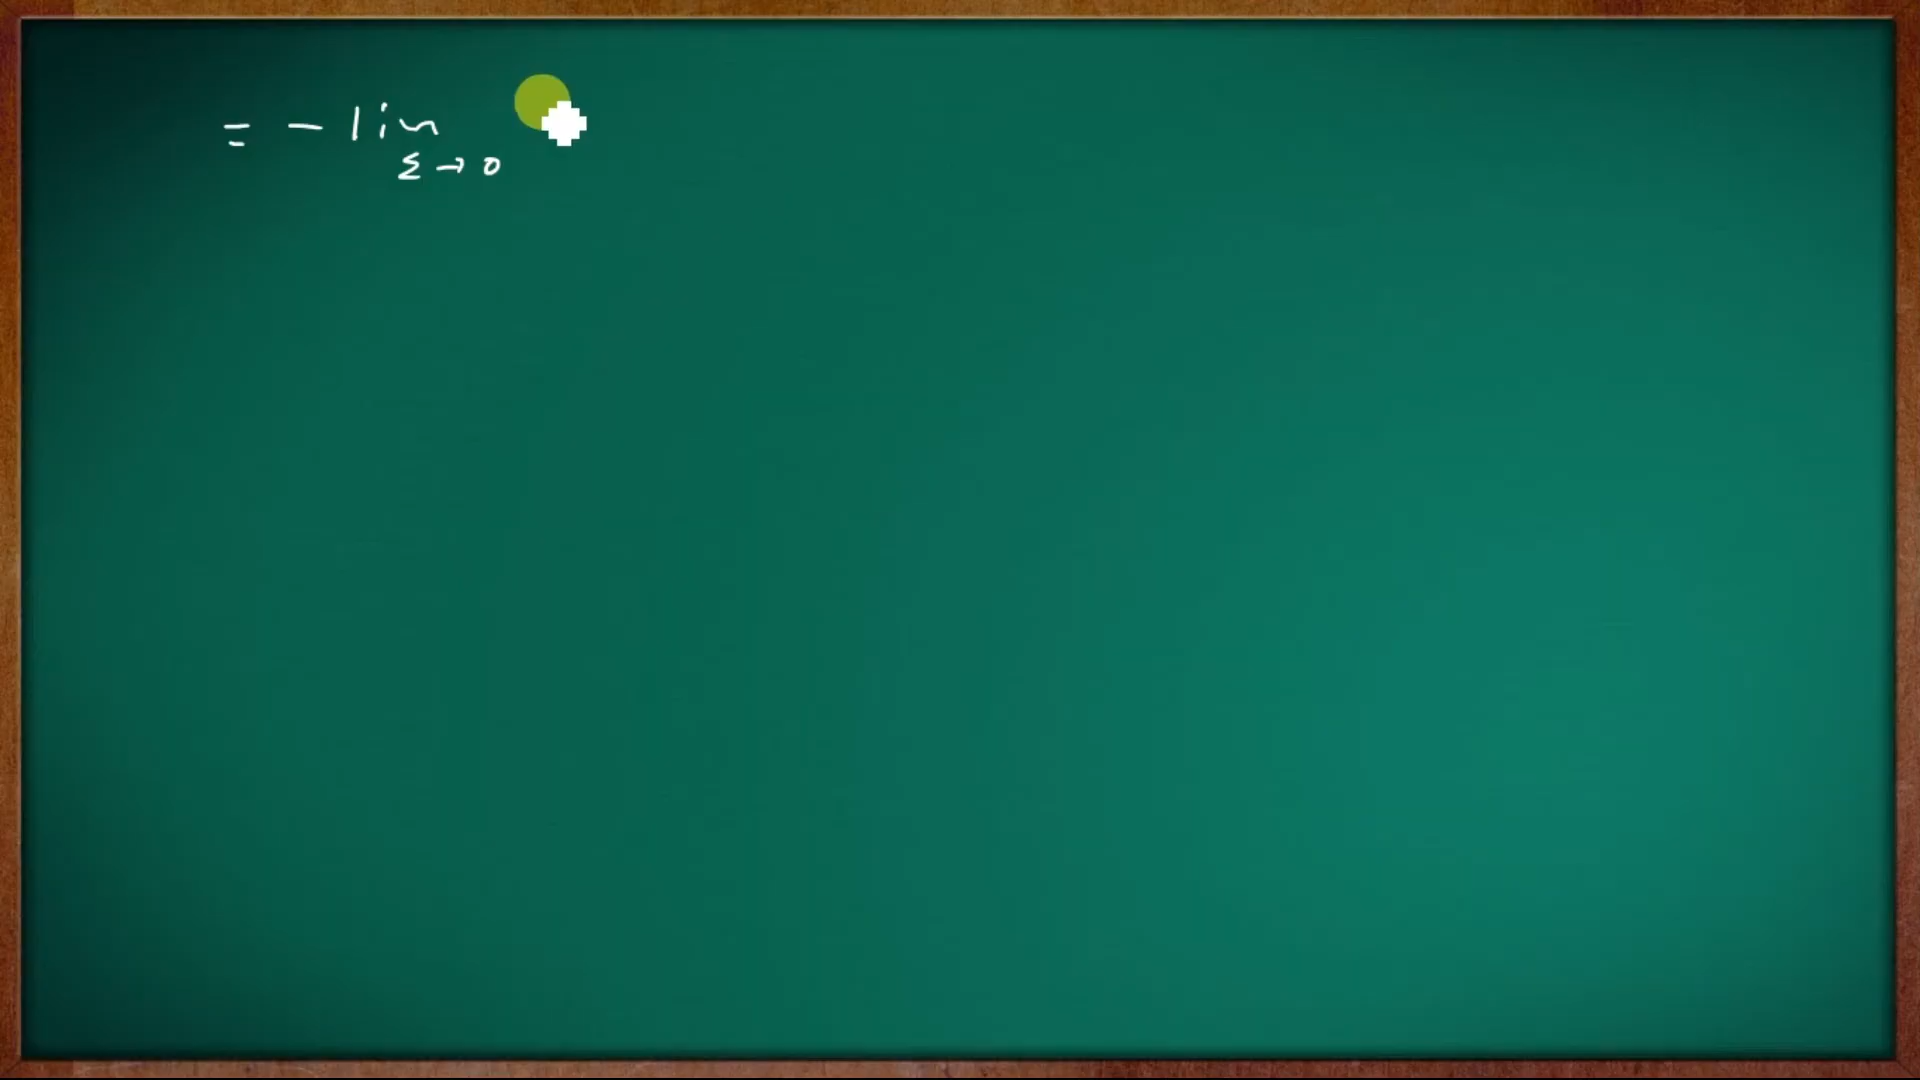 = - lim
Σ → 0